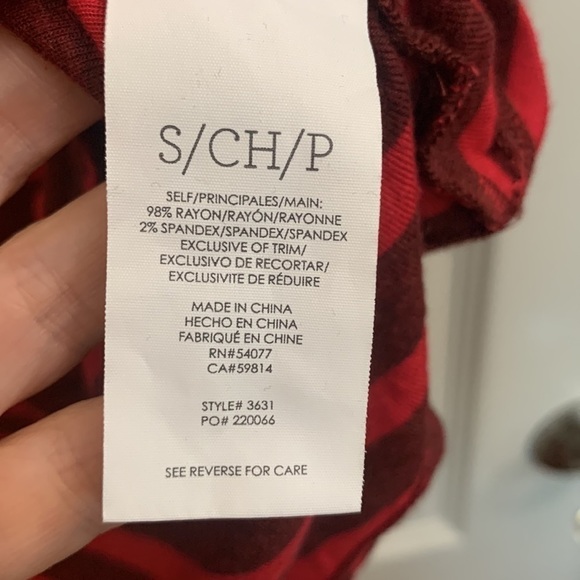 S/CH/P
SELF/PRINCIPALES/MAIN:
98% RAYON/RAYÓN/RAYONNE
2% SPANDEX/SPANDEX/SPANDEX
EXCLUSIVE OF TRIM/
EXCLUSIVO DE RECORTAR/
EXCLUSIVITE DE RÉDUIRE
MADE IN CHINA
HECHO EN CHINA
FABRIQUÉ EN CHINE
RN#54077
CA#59814
STYLE# 3631
PO# 220066
SEE REVERSE FOR CARE